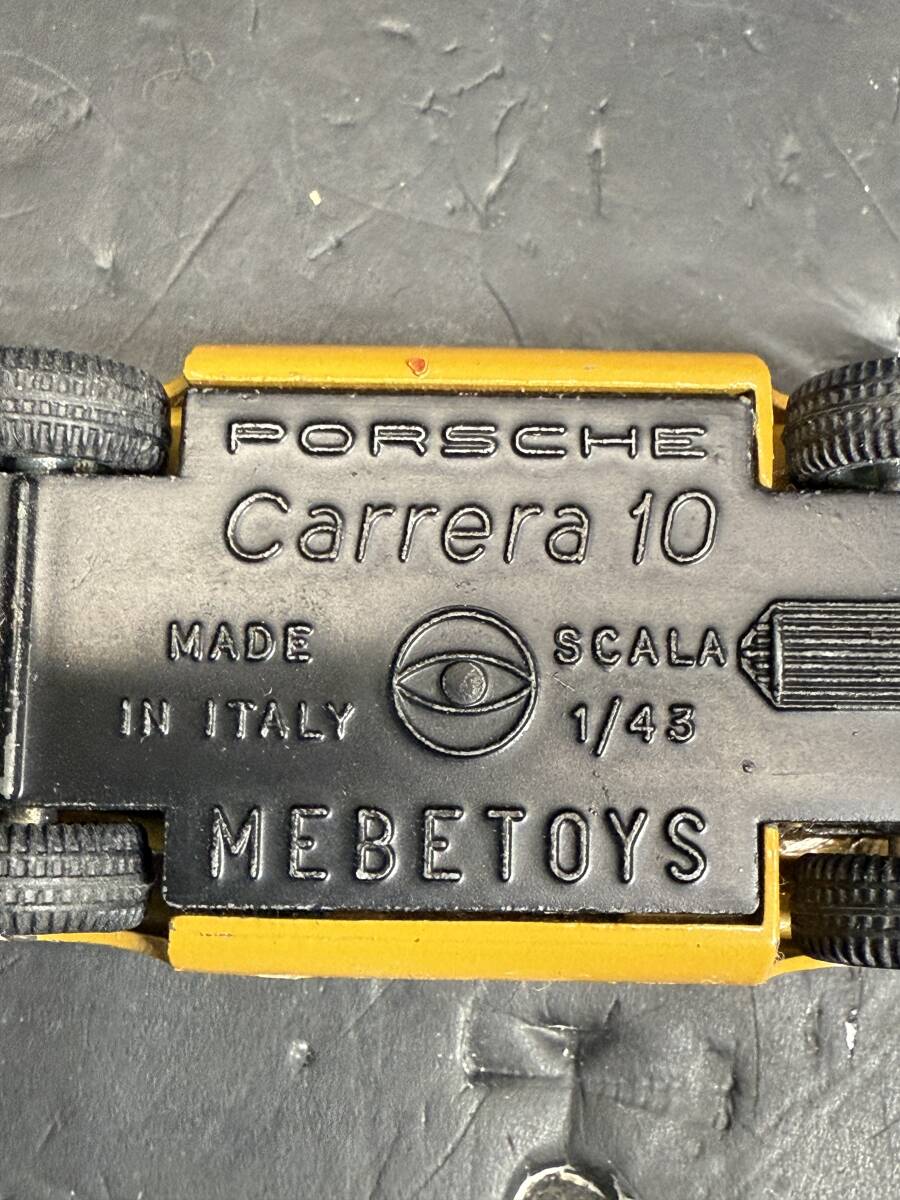 PORSCHE
Carrera 10
MADE
IN ITALY
SCALA
1/43
MEBETOYS